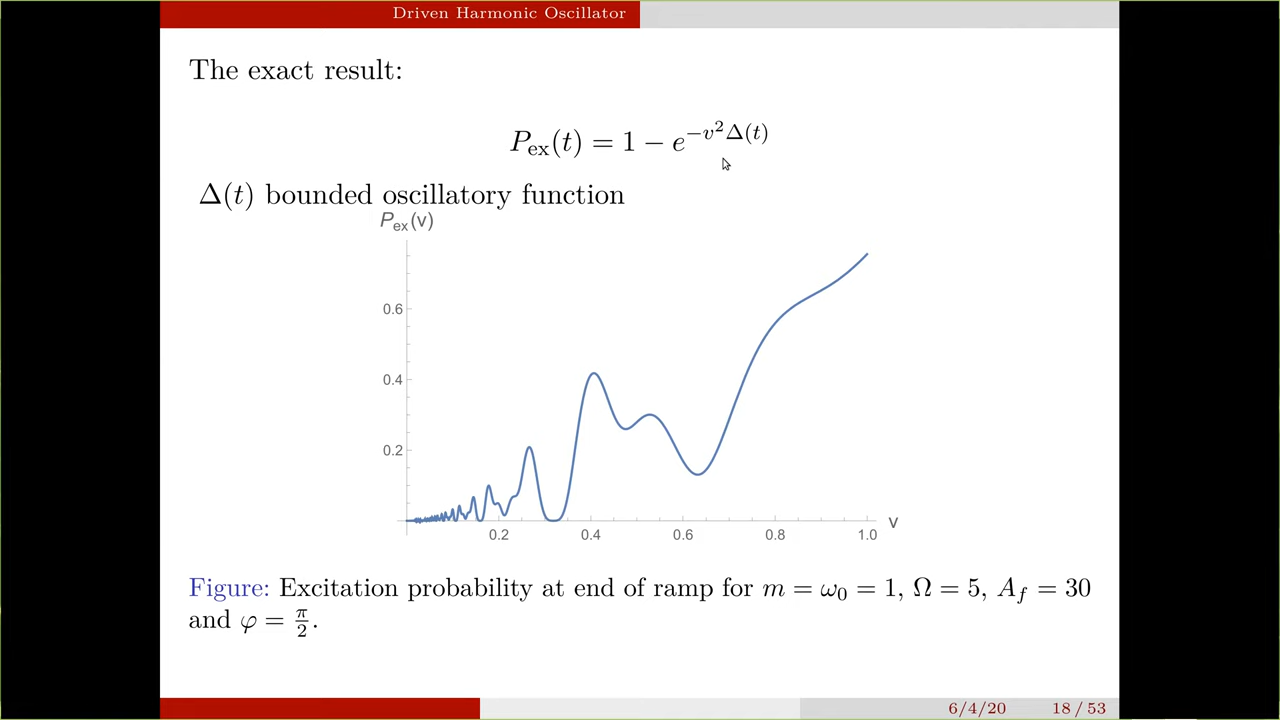 Driven Harmonic Oscillator
The exact result:
P_ex(t) = 1 − e^{−v²Δ(t)}
Δ(t) bounded oscillatory function
P_ex(v)
0.6
0.4
0.2
0.2 0.4 0.6 0.8 1.0 v
Figure: Excitation probability at end of ramp for m = ω₀ = 1, Ω = 5, A_f = 30
and φ = π/2.
6/4/20 18 / 53